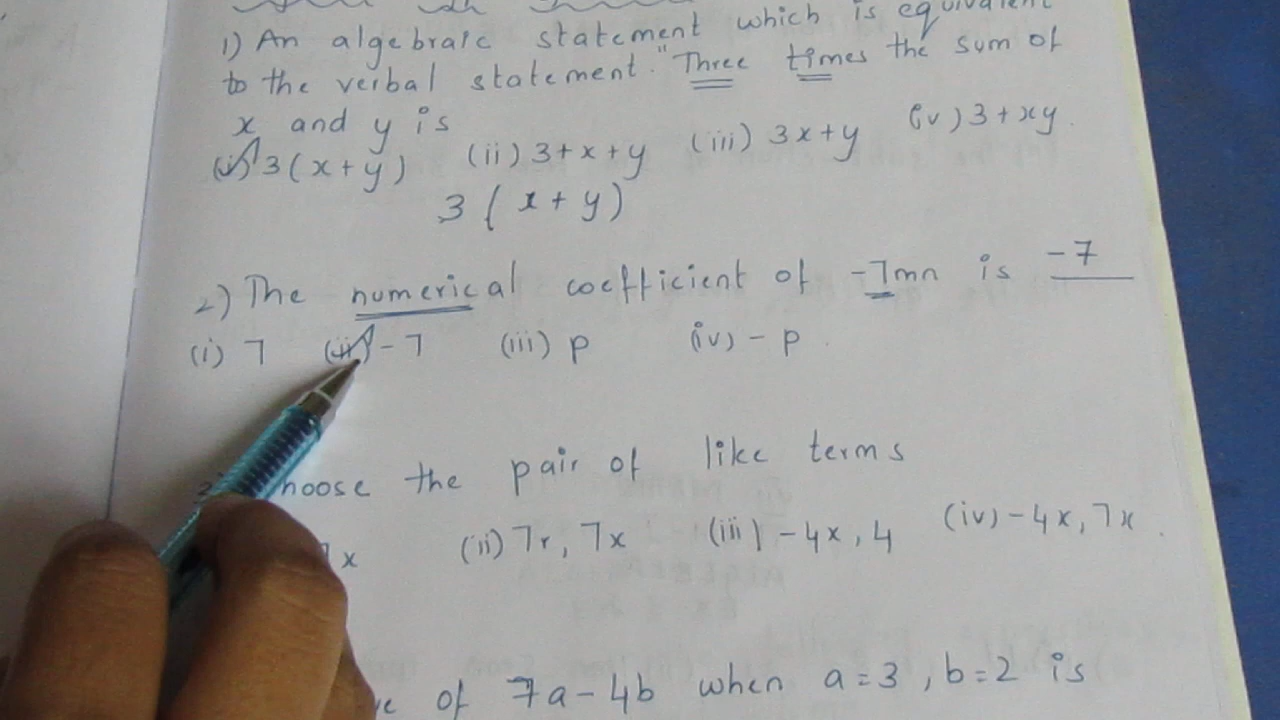 1) An algebraic statement which is equivalent
to the verbal statement. "Three times the sum of
x and y is
(i) 3(x+y) (ii) 3+x+y (iii) 3x+y (iv) 3+xy.
3(x+y)
2) The numerical coefficient of -7mn is -7
(i) 7 (ii) -7 (iii) p (iv) -p
hoose the pair of like terms
x (ii) 7r, 7x (iii) -4x, 4 (iv) -4x, 7x.
of 7a-4b when a=3, b=2 is